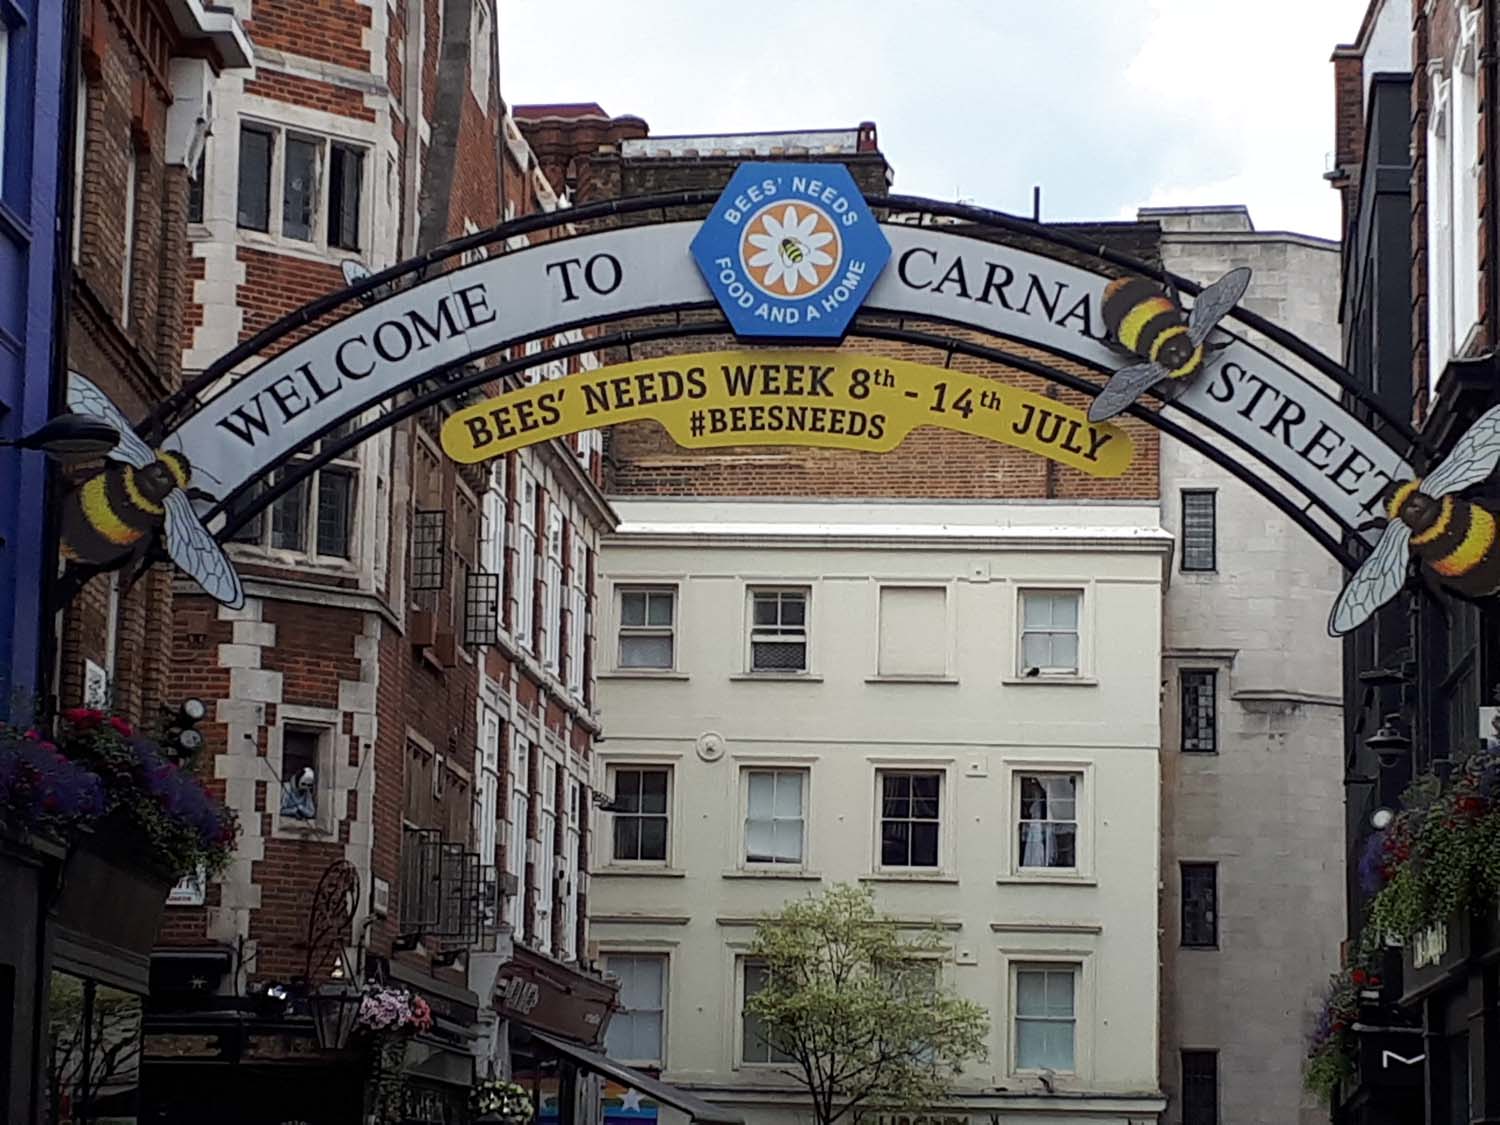 WELCOME TO
BEES' NEEDS
FOOD AND A HOME
CARNA
STREET
BEES' NEEDS WEEK 8th - 14th JULY
#BEESNEEDS